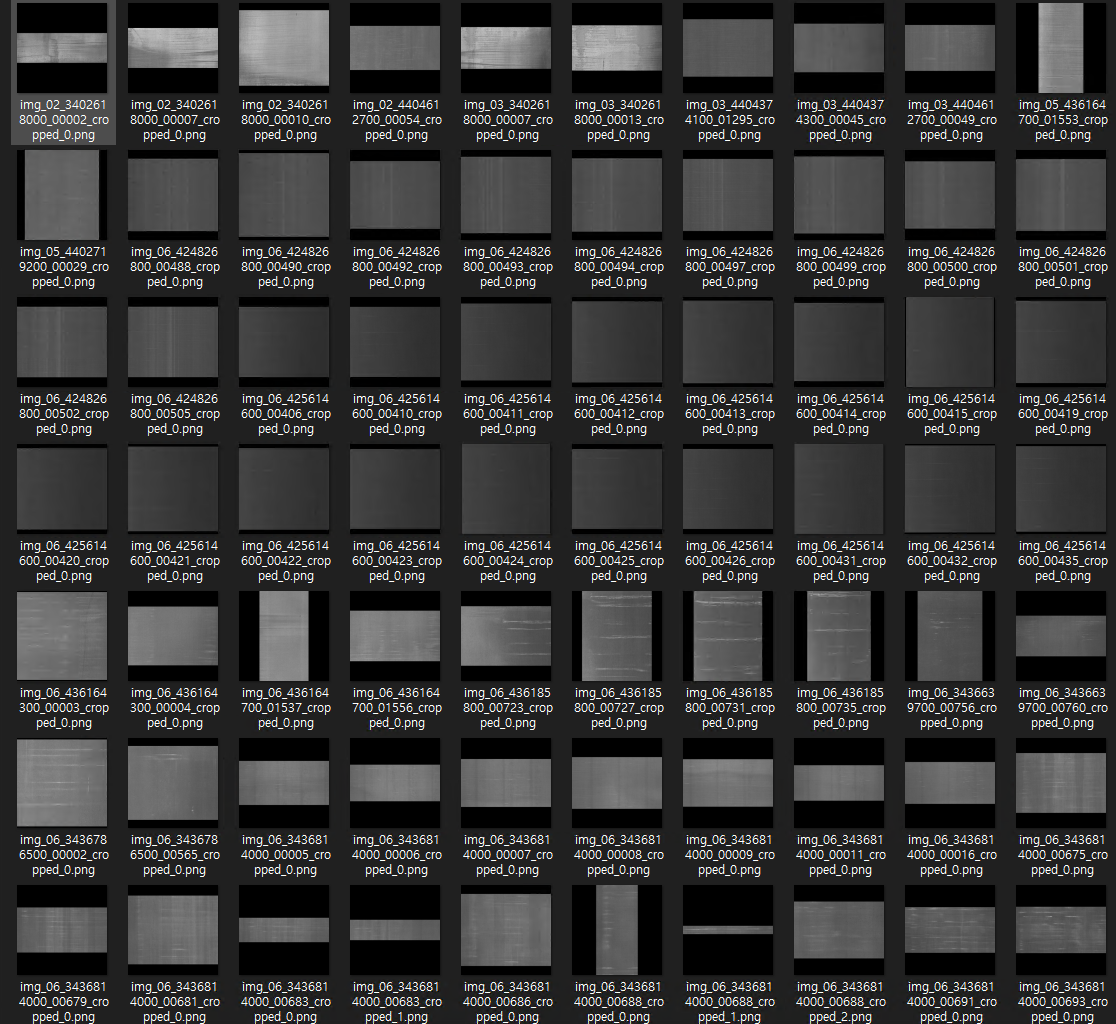 img_02_340261
8000_00002_cro
pped_0.png
img_02_340261
8000_00007_cro
pped_0.png
img_02_340261
8000_00010_cro
pped_0.png
img_02_440461
2700_00054_cro
pped_0.png
img_03_340261
8000_00007_cro
pped_0.png
img_03_340261
8000_00013_cro
pped_0.png
img_03_440437
4100_01295_cro
pped_0.png
img_03_440437
4300_00045_cro
pped_0.png
img_03_440461
2700_00049_cro
pped_0.png
img_05_436164
700_01553_crop
ped_0.png
img_05_440271
9200_00029_cro
pped_0.png
img_06_424826
800_00488_crop
ped_0.png
img_06_424826
800_00490_crop
ped_0.png
img_06_424826
800_00492_crop
ped_0.png
img_06_424826
800_00493_crop
ped_0.png
img_06_424826
800_00494_crop
ped_0.png
img_06_424826
800_00497_crop
ped_0.png
img_06_424826
800_00499_crop
ped_0.png
img_06_424826
800_00500_crop
ped_0.png
img_06_424826
800_00501_crop
ped_0.png
img_06_424826
800_00502_crop
ped_0.png
img_06_424826
800_00505_crop
ped_0.png
img_06_425614
600_00406_crop
ped_0.png
img_06_425614
600_00410_crop
ped_0.png
img_06_425614
600_00411_crop
ped_0.png
img_06_425614
600_00412_crop
ped_0.png
img_06_425614
600_00413_crop
ped_0.png
img_06_425614
600_00414_crop
ped_0.png
img_06_425614
600_00415_crop
ped_0.png
img_06_425614
600_00419_crop
ped_0.png
img_06_425614
600_00420_crop
ped_0.png
img_06_425614
600_00421_crop
ped_0.png
img_06_425614
600_00422_crop
ped_0.png
img_06_425614
600_00423_crop
ped_0.png
img_06_425614
600_00424_crop
ped_0.png
img_06_425614
600_00425_crop
ped_0.png
img_06_425614
600_00426_crop
ped_0.png
img_06_425614
600_00431_crop
ped_0.png
img_06_425614
600_00432_crop
ped_0.png
img_06_425614
600_00435_crop
ped_0.png
img_06_436164
300_00003_crop
ped_0.png
img_06_436164
300_00004_crop
ped_0.png
img_06_436164
700_01537_crop
ped_0.png
img_06_436164
700_01556_crop
ped_0.png
img_06_436185
800_00723_crop
ped_0.png
img_06_436185
800_00727_crop
ped_0.png
img_06_436185
800_00731_crop
ped_0.png
img_06_436185
800_00735_crop
ped_0.png
img_06_343663
9700_00756_cro
pped_0.png
img_06_343663
9700_00760_cro
pped_0.png
img_06_343678
6500_00002_cro
pped_0.png
img_06_343678
6500_00565_cro
pped_0.png
img_06_343681
4000_00005_cro
pped_0.png
img_06_343681
4000_00006_cro
pped_0.png
img_06_343681
4000_00007_cro
pped_0.png
img_06_343681
4000_00008_cro
pped_0.png
img_06_343681
4000_00009_cro
pped_0.png
img_06_343681
4000_00011_cro
pped_0.png
img_06_343681
4000_00016_cro
pped_0.png
img_06_343681
4000_00675_cro
pped_0.png
img_06_343681
4000_00679_cro
pped_0.png
img_06_343681
4000_00681_cro
pped_0.png
img_06_343681
4000_00683_cro
pped_0.png
img_06_343681
4000_00683_cro
pped_1.png
img_06_343681
4000_00686_cro
pped_0.png
img_06_343681
4000_00688_cro
pped_0.png
img_06_343681
4000_00688_cro
pped_1.png
img_06_343681
4000_00688_cro
pped_2.png
img_06_343681
4000_00691_cro
pped_0.png
img_06_343681
4000_00693_cro
pped_0.png